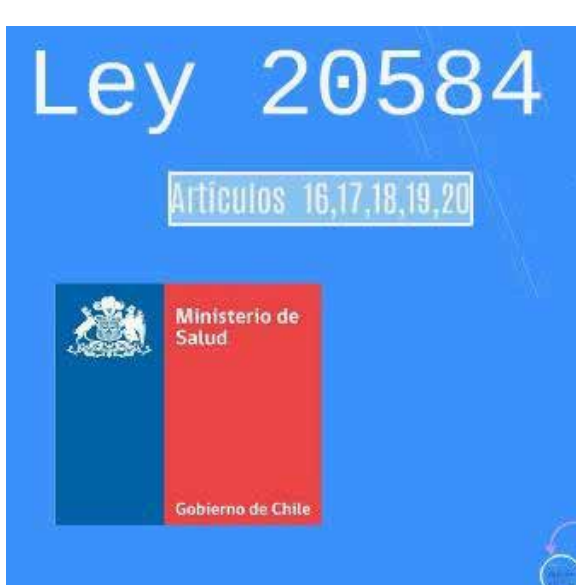 Ley 20584
Artículos 16,17,18,19,20
Ministerio de
Salud
Gobierno de Chile